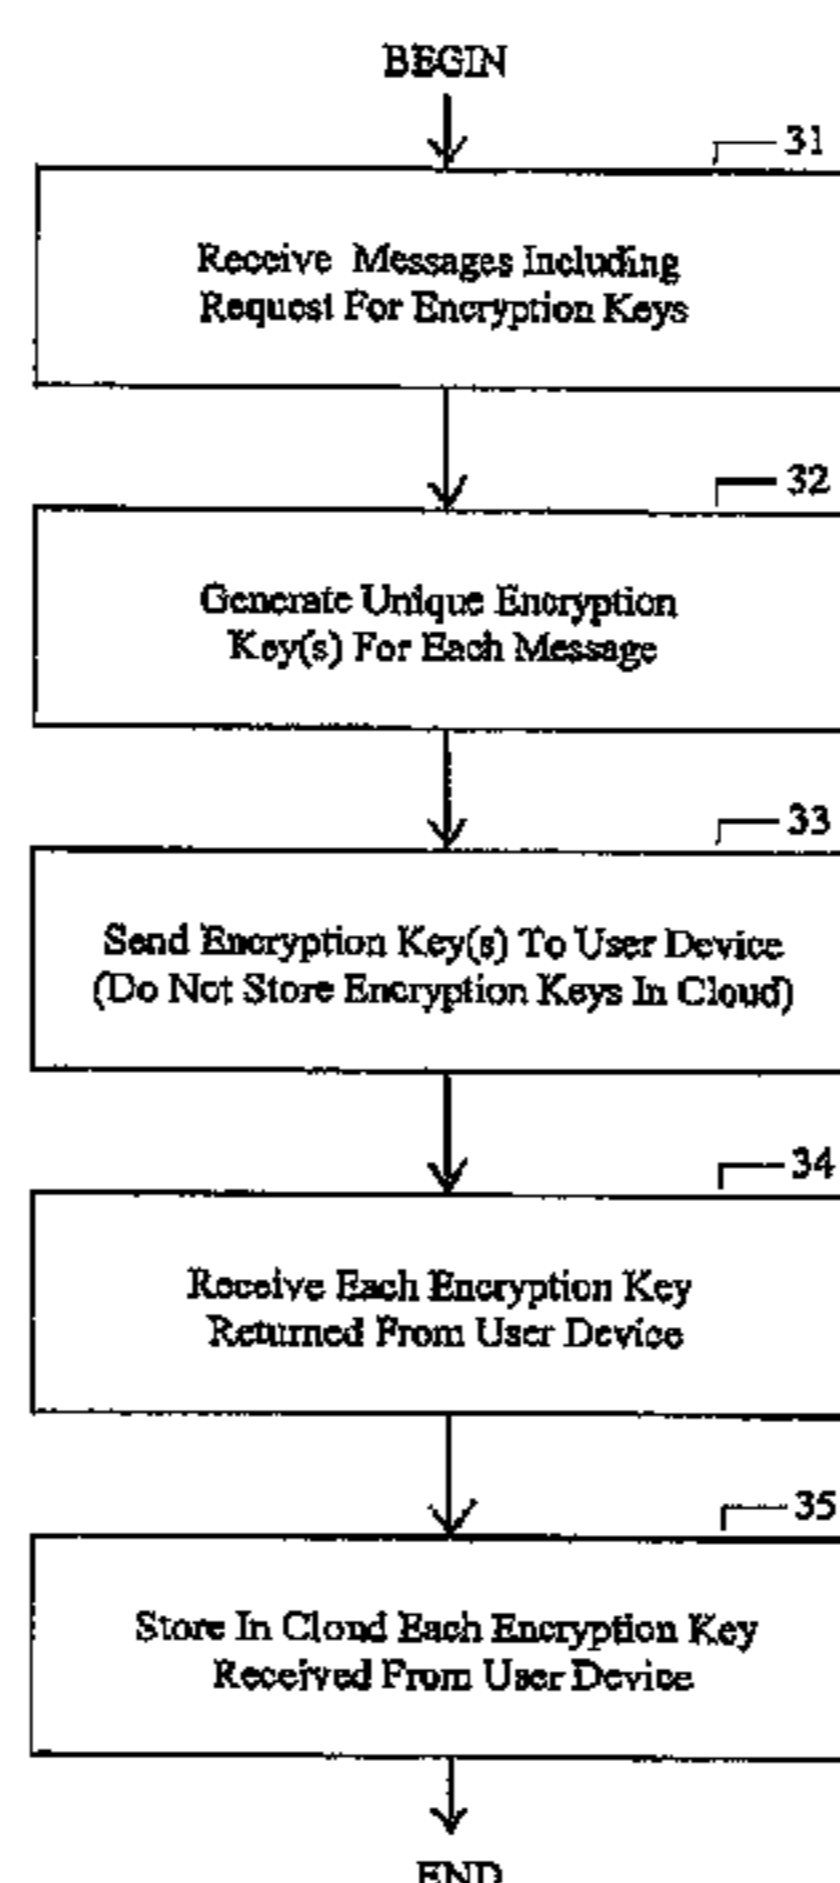 BEGIN
31
Receive Messages Including
Request For Encryption Keys
32
Generate Unique Encryption
Key(s) For Each Message
33
Send Encryption Key(s) To User Device
(Do Not Store Encryption Keys In Cloud)
34
Receive Each Encryption Key
Returned From User Device
35
Store In Cloud Each Encryption Key
Received From User Device
END